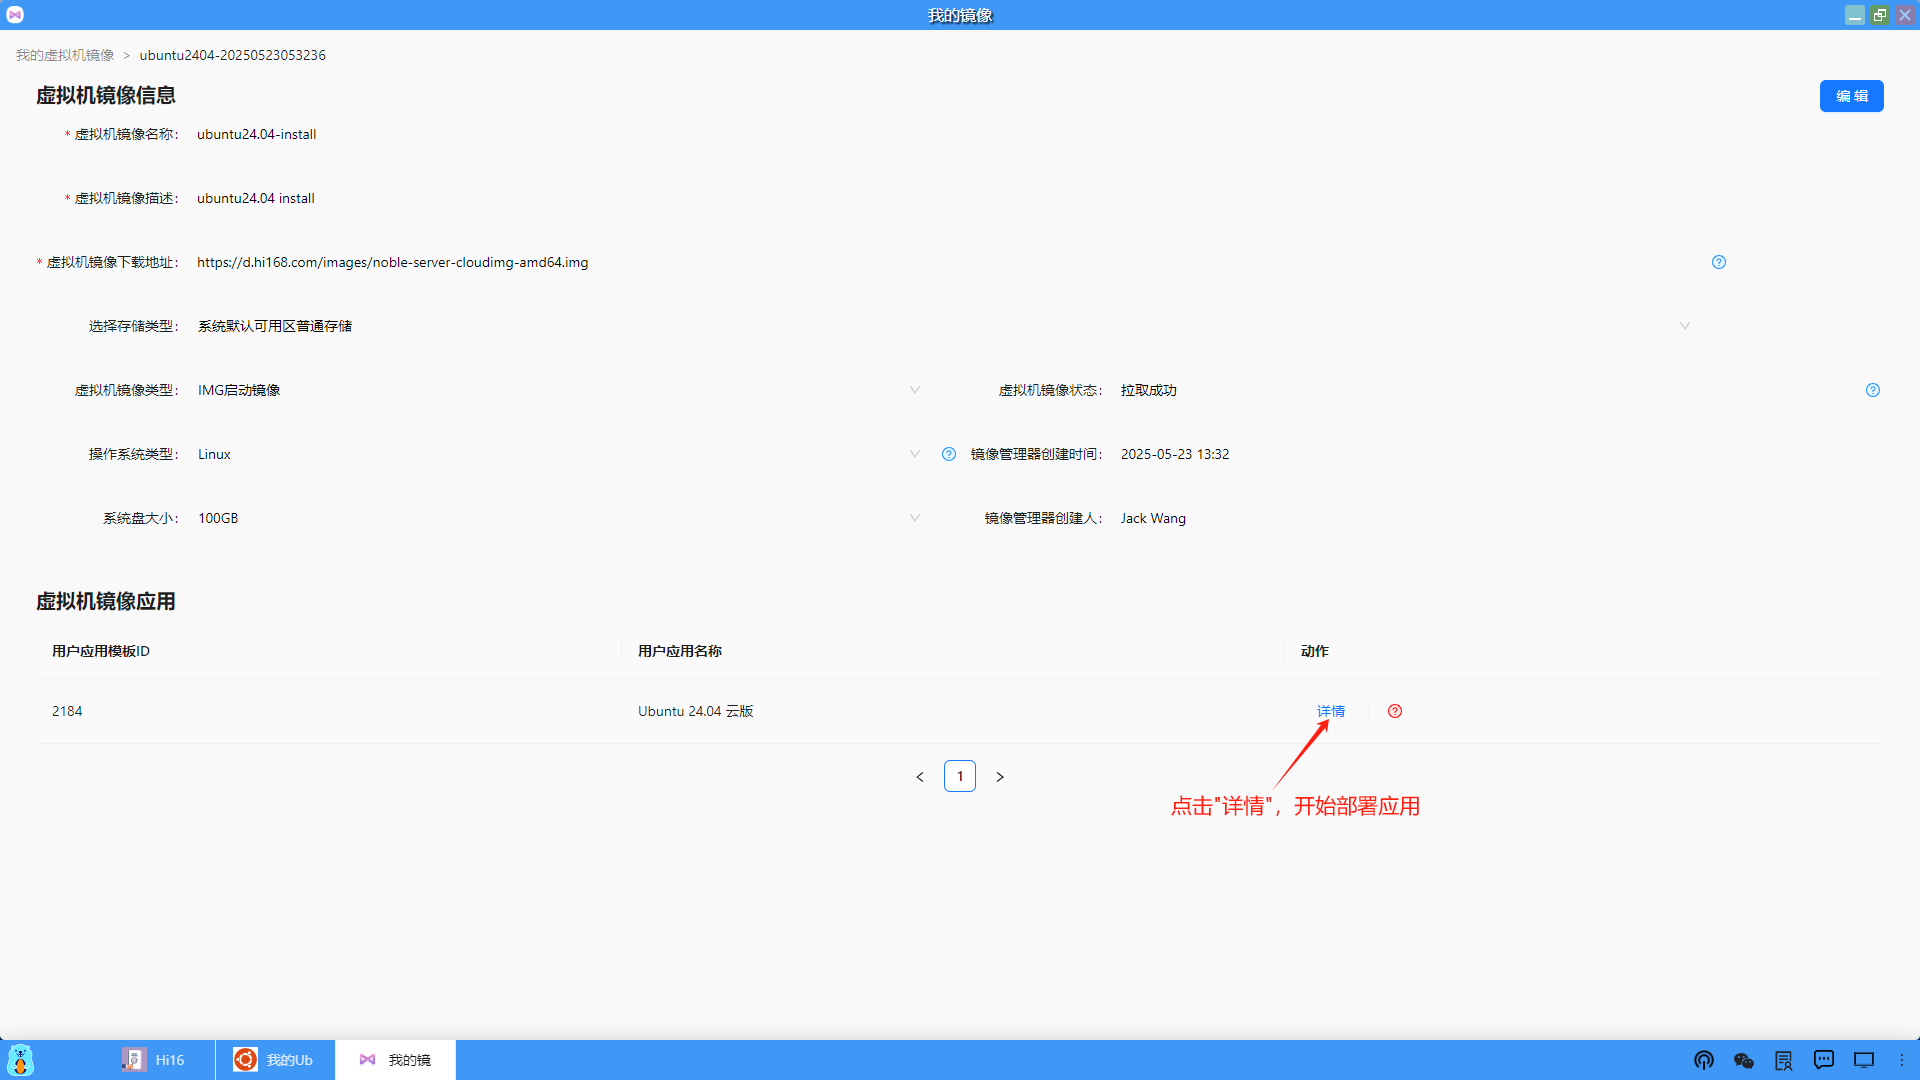 我的镜像
我的虚拟机镜像 > ubuntu2404-20250523053236
虚拟机镜像信息
编 辑
* 虚拟机镜像名称： ubuntu24.04-install
* 虚拟机镜像描述： ubuntu24.04 install
* 虚拟机镜像下载地址： https://d.hi168.com/images/noble-server-cloudimg-amd64.img
选择存储类型： 系统默认可用区普通存储
虚拟机镜像类型： IMG启动镜像 虚拟机镜像状态： 拉取成功
操作系统类型： Linux 镜像管理器创建时间： 2025-05-23 13:32
系统盘大小： 100GB 镜像管理器创建人： Jack Wang
虚拟机镜像应用
用户应用模板ID 用户应用名称 动作
2184 Ubuntu 24.04 云版 详情
< 1 >
点击"详情"，开始部署应用
Hi16 我的Ub 我的镜